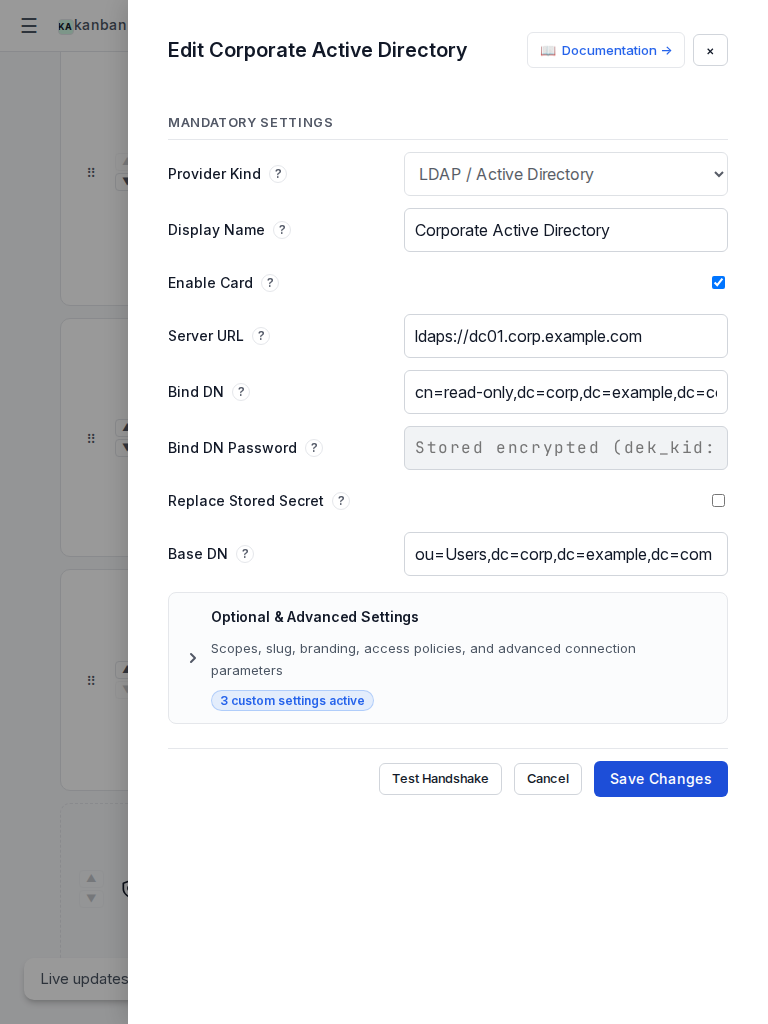 ☰ KA kanban
Edit Corporate Active Directory
📖 Documentation →
×
MANDATORY SETTINGS
Provider Kind ?
LDAP / Active Directory
Display Name ?
Corporate Active Directory
Enable Card ?
Server URL ?
ldaps://dc01.corp.example.com
Bind DN ?
cn=read-only,dc=corp,dc=example,dc=co
Bind DN Password ?
Stored encrypted (dek_kid:
Replace Stored Secret ?
Base DN ?
ou=Users,dc=corp,dc=example,dc=com
Optional & Advanced Settings
Scopes, slug, branding, access policies, and advanced connection
parameters
3 custom settings active
Test Handshake
Cancel
Save Changes
Live updates